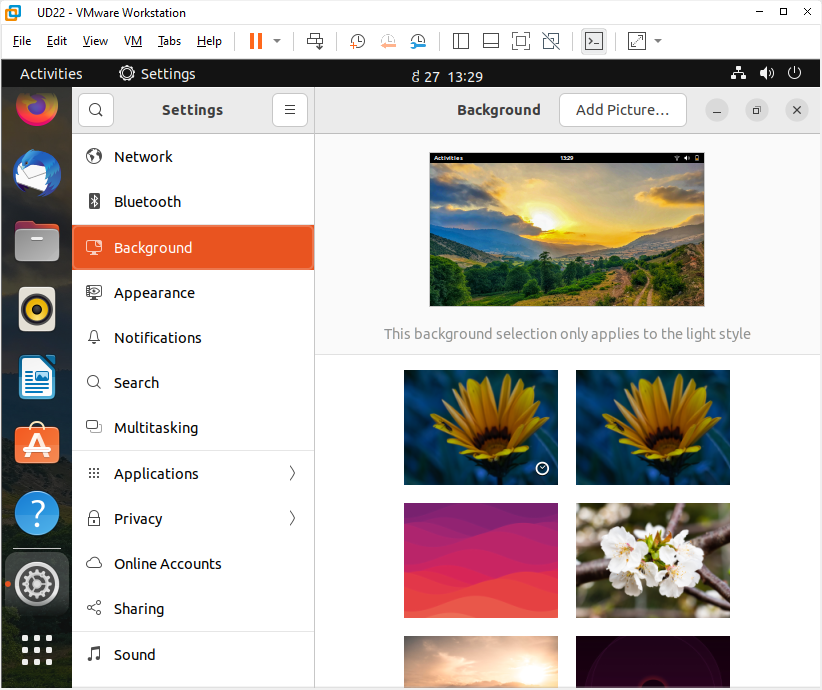 UD22 - VMware Workstation
File Edit View VM Tabs Help
Activities Settings 27 13:29
Settings
Background
Add Picture...
Network
Bluetooth
Background
Appearance
Notifications
Search
Multitasking
Applications
Privacy
Online Accounts
Sharing
Sound
Activities 13:29
This background selection only applies to the light style